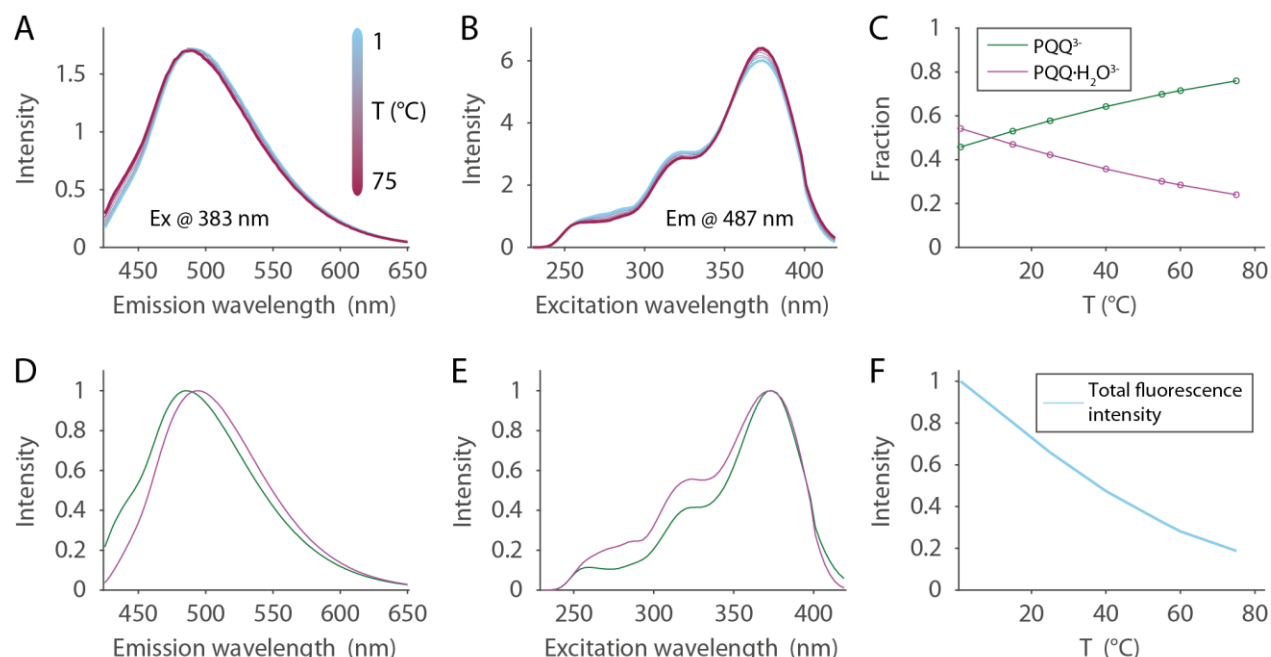 A
Intensity
1.5
1
0.5
0
450
500
550
600
650
Emission wavelength (nm)
Ex @ 383 nm
1
T (°C)
75
B
Intensity
6
4
2
0
250
300
350
400
Excitation wavelength (nm)
Em @ 487 nm
C
Fraction
1
0.8
0.6
0.4
0.2
0
20
40
60
80
T (°C)
PQQ³⁻
PQQ·H₂O³⁻
D
Intensity
1
0.8
0.6
0.4
0.2
0
450
500
550
600
650
Emission wavelength (nm)
E
Intensity
1
0.8
0.6
0.4
0.2
0
250
300
350
400
Excitation wavelength (nm)
F
Intensity
1
0.8
0.6
0.4
0.2
0
20
40
60
80
T (°C)
Total fluorescence
intensity